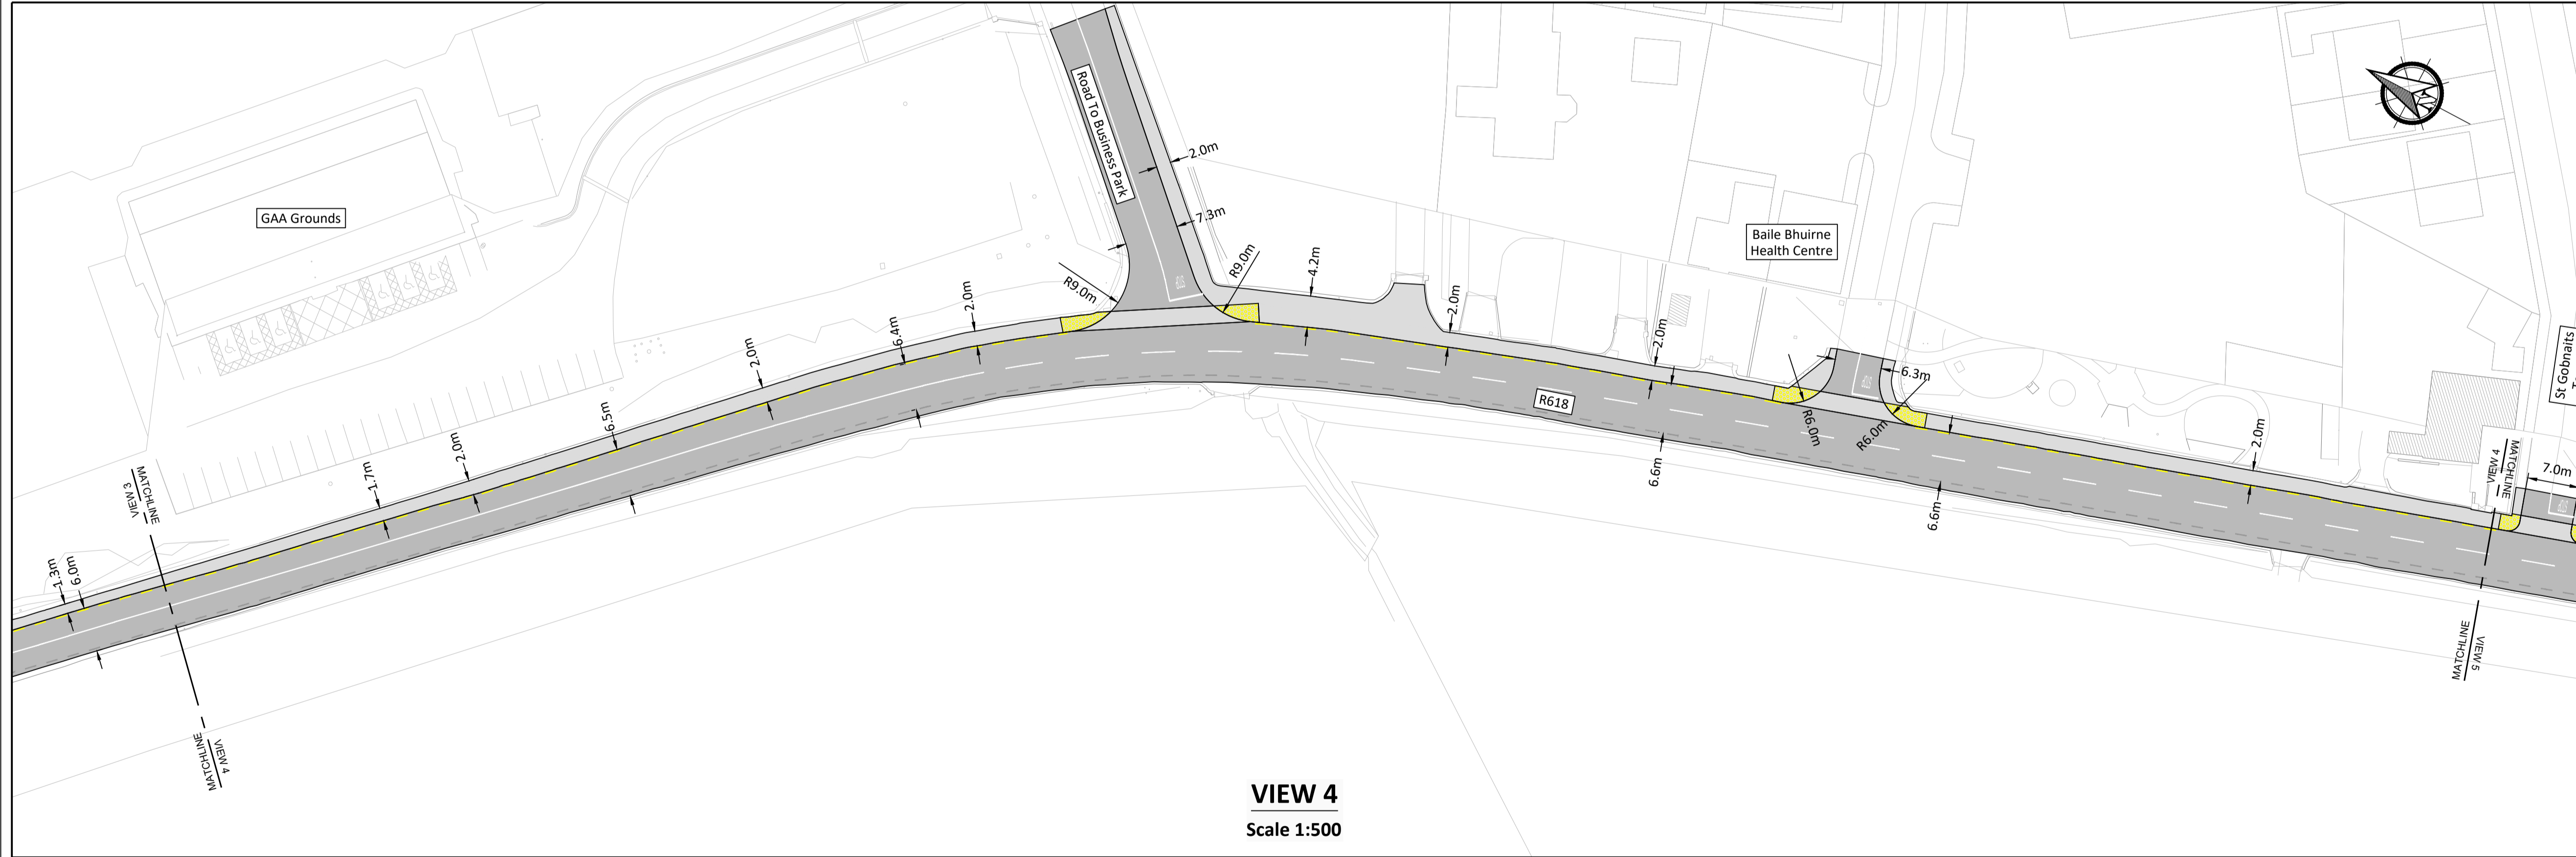 Road To Business Park
2.0m
7.3m
GAA Grounds
Baile Bhuirne
Health Centre
R9.0m
R9.0m
4.2m
2.0m
2.0m
6.4m
2.0m
2.0m
6.3m
6.5m
R618
R6.0m
R6.0m
St Gobnaits
2.0m
1.7m
2.0m
6.6m
6.6m
MATCHLINE
VIEW 3
VIEW 4
MATCHLINE
7.0m
1.3m
6.0m
MATCHLINE
VIEW 5
MATCHLINE
VIEW 4
VIEW 4
Scale 1:500